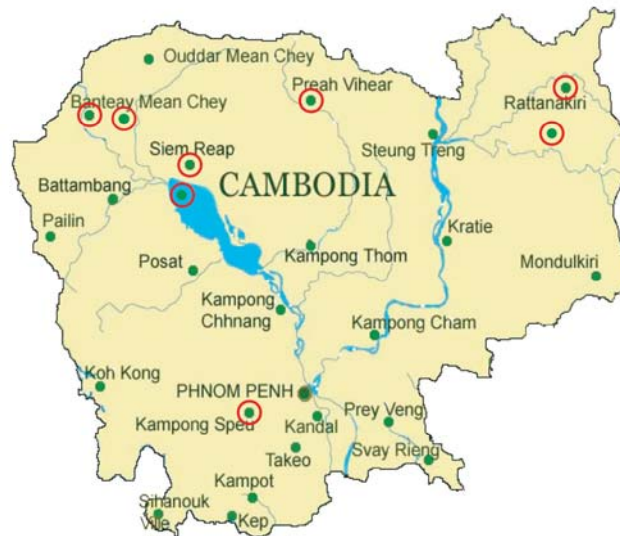 Ouddar Mean Chey
Preah Vihear
Banteay Mean Chey
Rattanakiri
Siem Reap
Steung Treng
CAMBODIA
Battambang
Pailin
Kratie
Posat
Kampong Thom
Mondulkiri
Kampong
Chhnang
Kampong Cham
Koh Kong
PHNOM PENH
Prey Veng
Kampong Speu
Kandal
Svay Rieng
Takeo
Kampot
Sihanouk
Ville
Kep